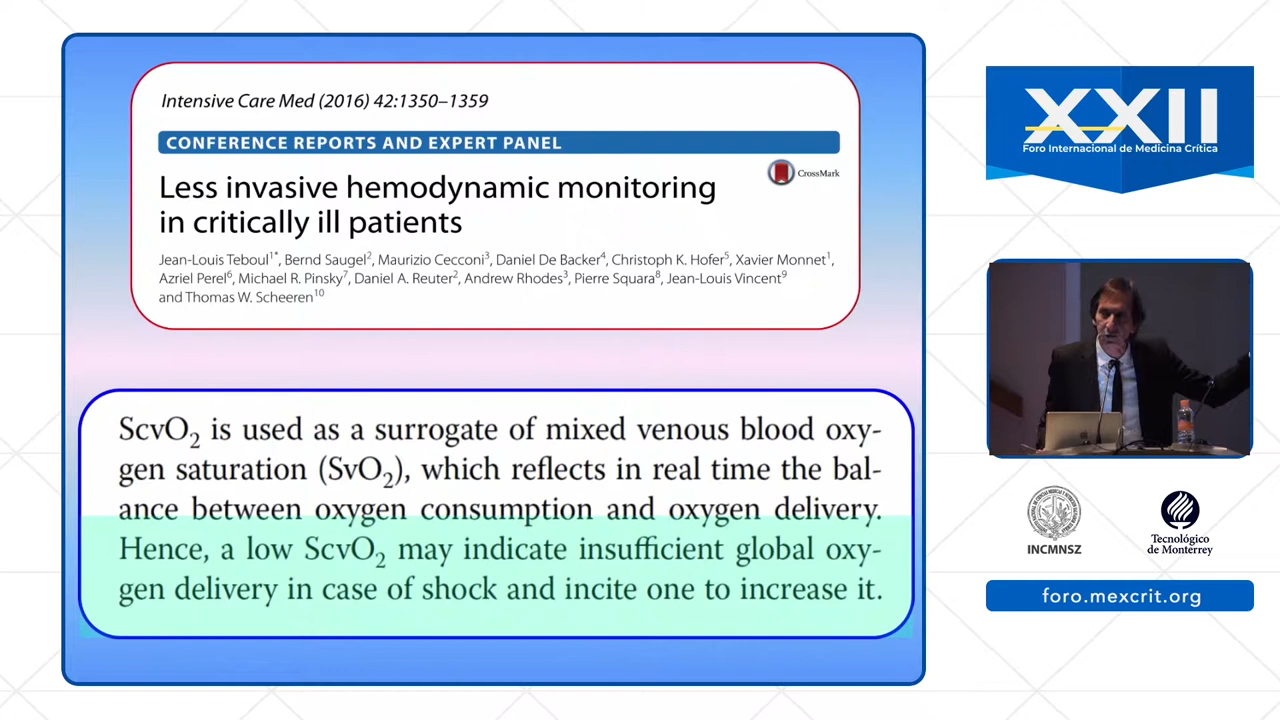 Intensive Care Med (2016) 42:1350–1359
CONFERENCE REPORTS AND EXPERT PANEL
CrossMark
Less invasive hemodynamic monitoring
in critically ill patients
Jean-Louis Teboul1*, Bernd Saugel2, Maurizio Cecconi3, Daniel De Backer4, Christoph K. Hofer5, Xavier Monnet1,
Azriel Perel6, Michael R. Pinsky7, Daniel A. Reuter2, Andrew Rhodes3, Pierre Squara8, Jean-Louis Vincent9
and Thomas W. Scheeren10
ScvO2 is used as a surrogate of mixed venous blood oxy-
gen saturation (SvO2), which reflects in real time the bal-
ance between oxygen consumption and oxygen delivery.
Hence, a low ScvO2 may indicate insufficient global oxy-
gen delivery in case of shock and incite one to increase it.
XXII
Foro Internacional de Medicina Crítica
INCMNSZ
Tecnológico
de Monterrey
foro.mexcrit.org